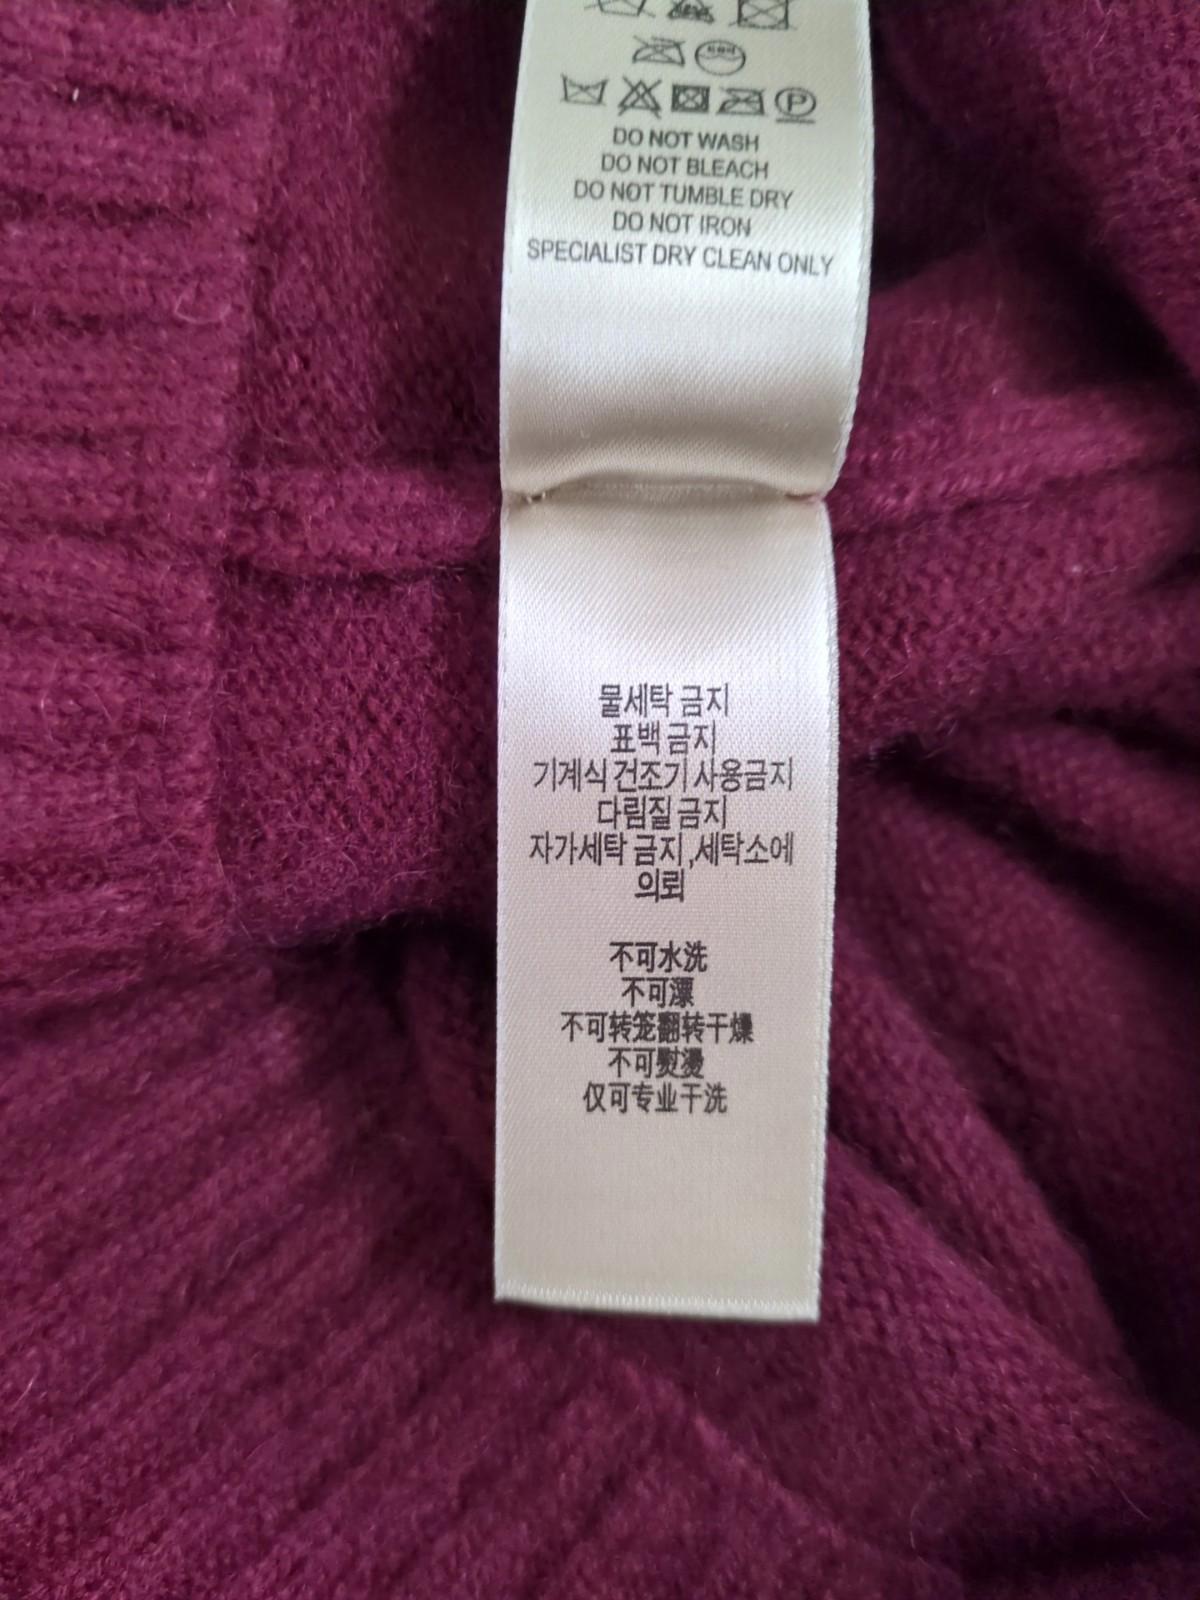 DO NOT WASH
DO NOT BLEACH
DO NOT TUMBLE DRY
DO NOT IRON
SPECIALIST DRY CLEAN ONLY
물세탁 금지
표백 금지
기계식 건조기 사용금지
다림질 금지
자가세탁 금지 ,세탁소에
의뢰
不可水洗
不可漂
不可转笼翻转干燥
不可熨烫
仅可专业干洗